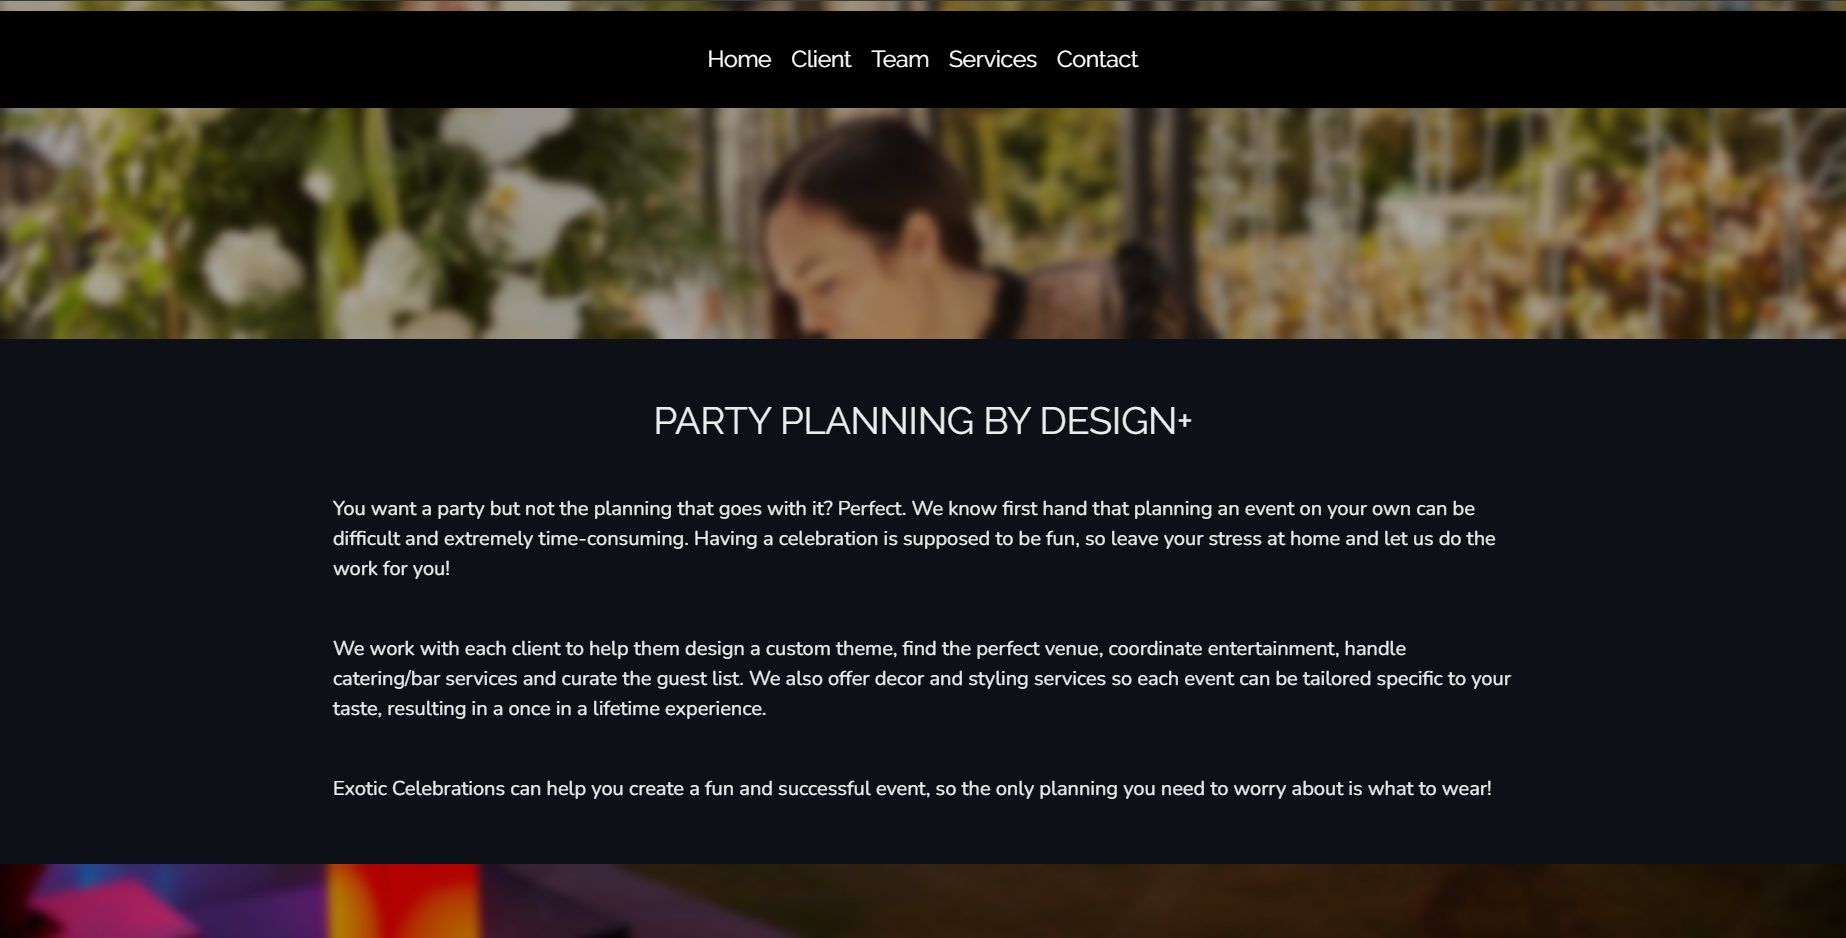 Home Client Team Services Contact
PARTY PLANNING BY DESIGN+
You want a party but not the planning that goes with it? Perfect. We know first hand that planning an event on your own can be
difficult and extremely time-consuming. Having a celebration is supposed to be fun, so leave your stress at home and let us do the
work for you!
We work with each client to help them design a custom theme, find the perfect venue, coordinate entertainment, handle
catering/bar services and curate the guest list. We also offer decor and styling services so each event can be tailored specific to your
taste, resulting in a once in a lifetime experience.
Exotic Celebrations can help you create a fun and successful event, so the only planning you need to worry about is what to wear!